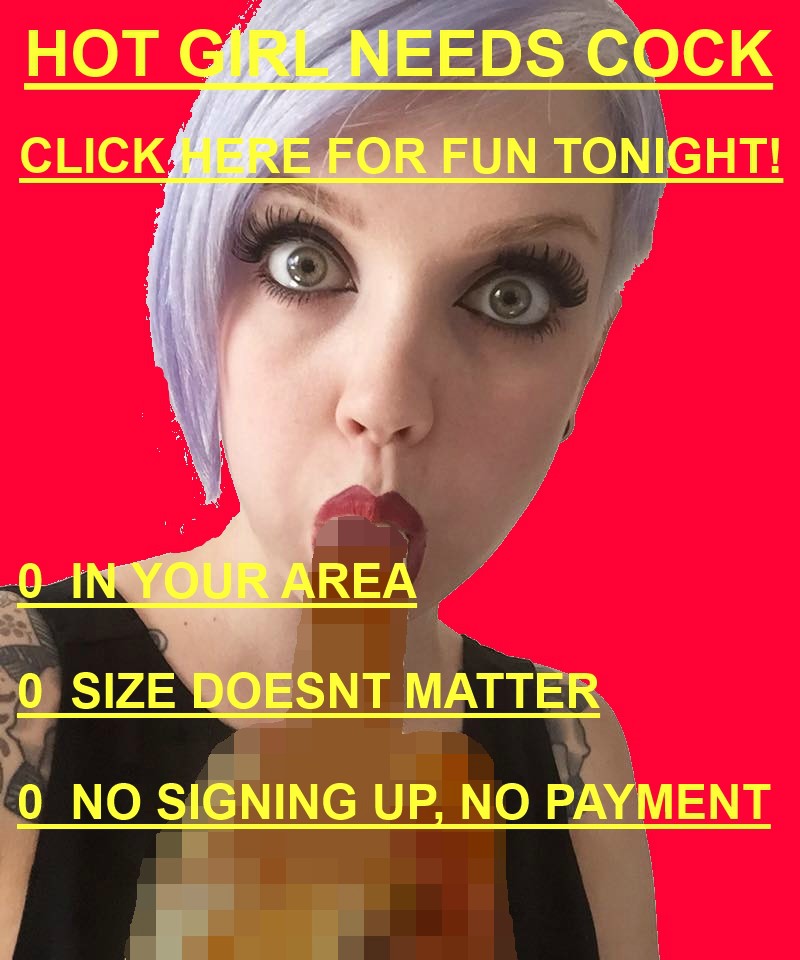 HOT GIRL NEEDS COCK
CLICK HERE FOR FUN TONIGHT!
0 IN YOUR AREA
0 SIZE DOESNT MATTER
0 NO SIGNING UP, NO PAYMENT